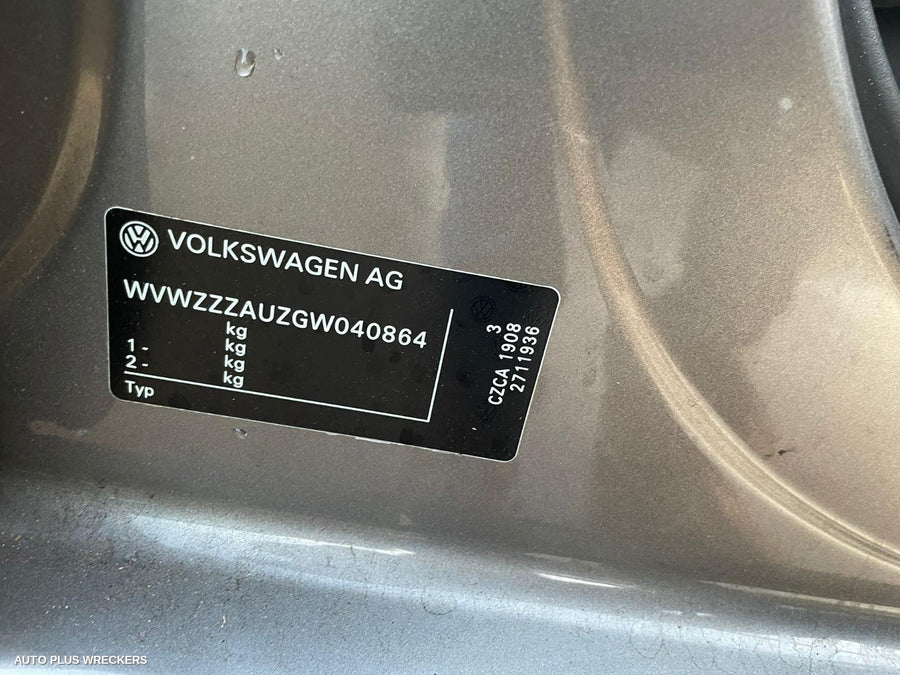 VOLKSWAGEN AG
WVWZZZAUZGW040864
kg
1 - kg
2 - kg
kg
Typ
3
CZCA 1908
2711936
AUTO PLUS WRECKERS